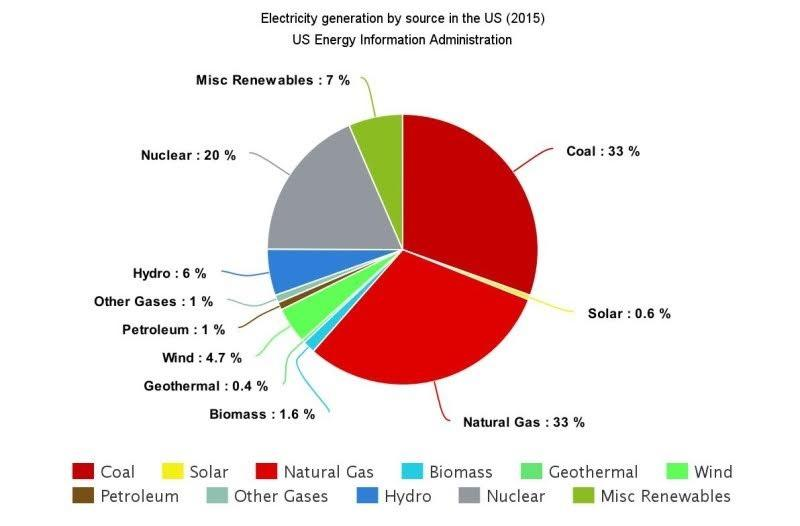 Electricity generation by source in the US (2015)
US Energy Information Administration
Misc Renewables : 7 %
Coal : 33 %
Nuclear : 20 %
Hydro : 6 %
Other Gases : 1 %
Solar : 0.6 %
Petroleum : 1 %
Wind : 4.7 %
Geothermal : 0.4 %
Biomass : 1.6 %
Natural Gas : 33 %
Coal Solar Natural Gas Biomass Geothermal Wind
Petroleum Other Gases Hydro Nuclear Misc Renewables